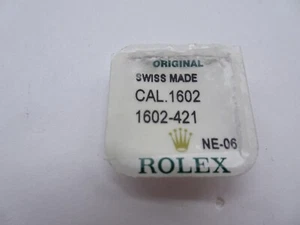 ORIGINAL
SWISS MADE
CAL.1602
1602-421
NE-06
ROLEX